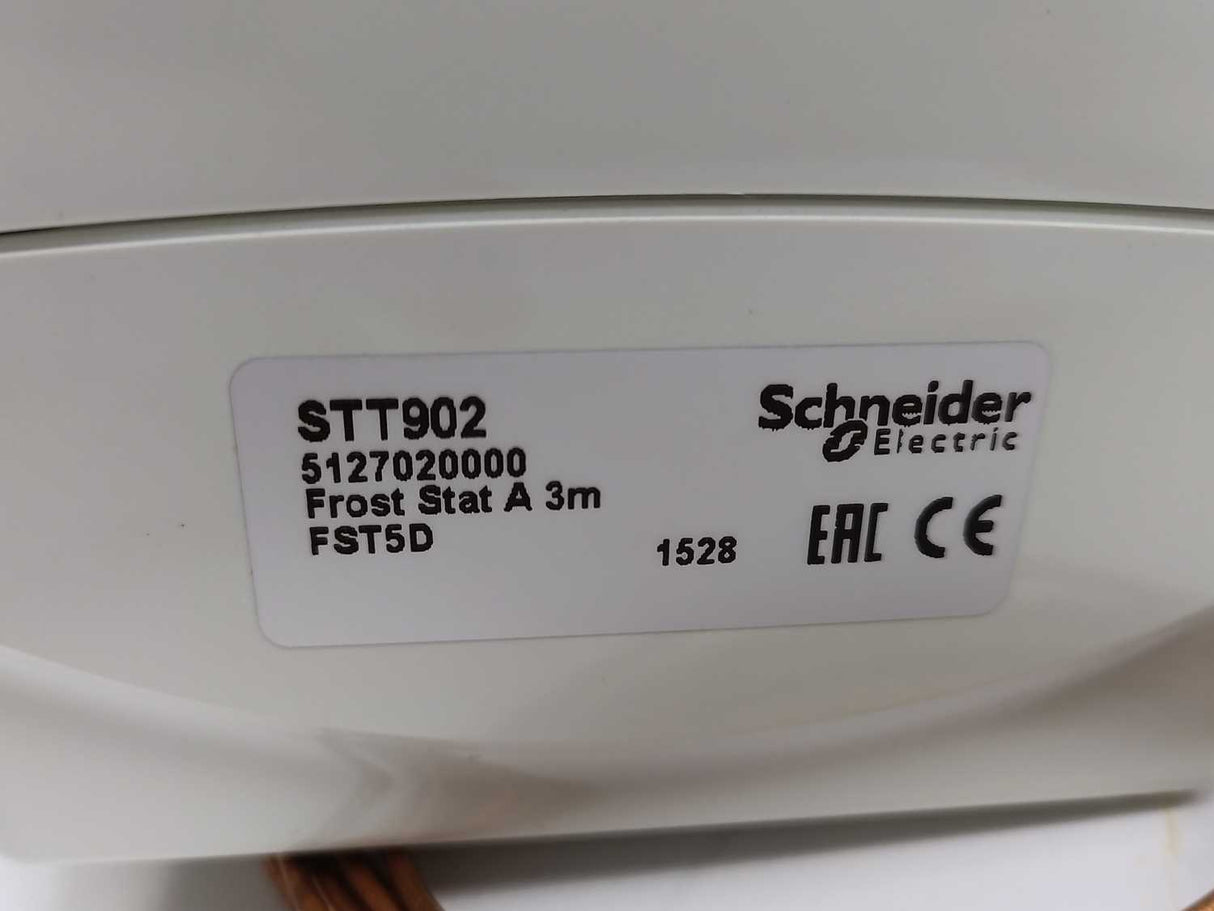 STT902
5127020000
Frost Stat A 3m
FST5D
1528
Schneider
Electric
EAC CE